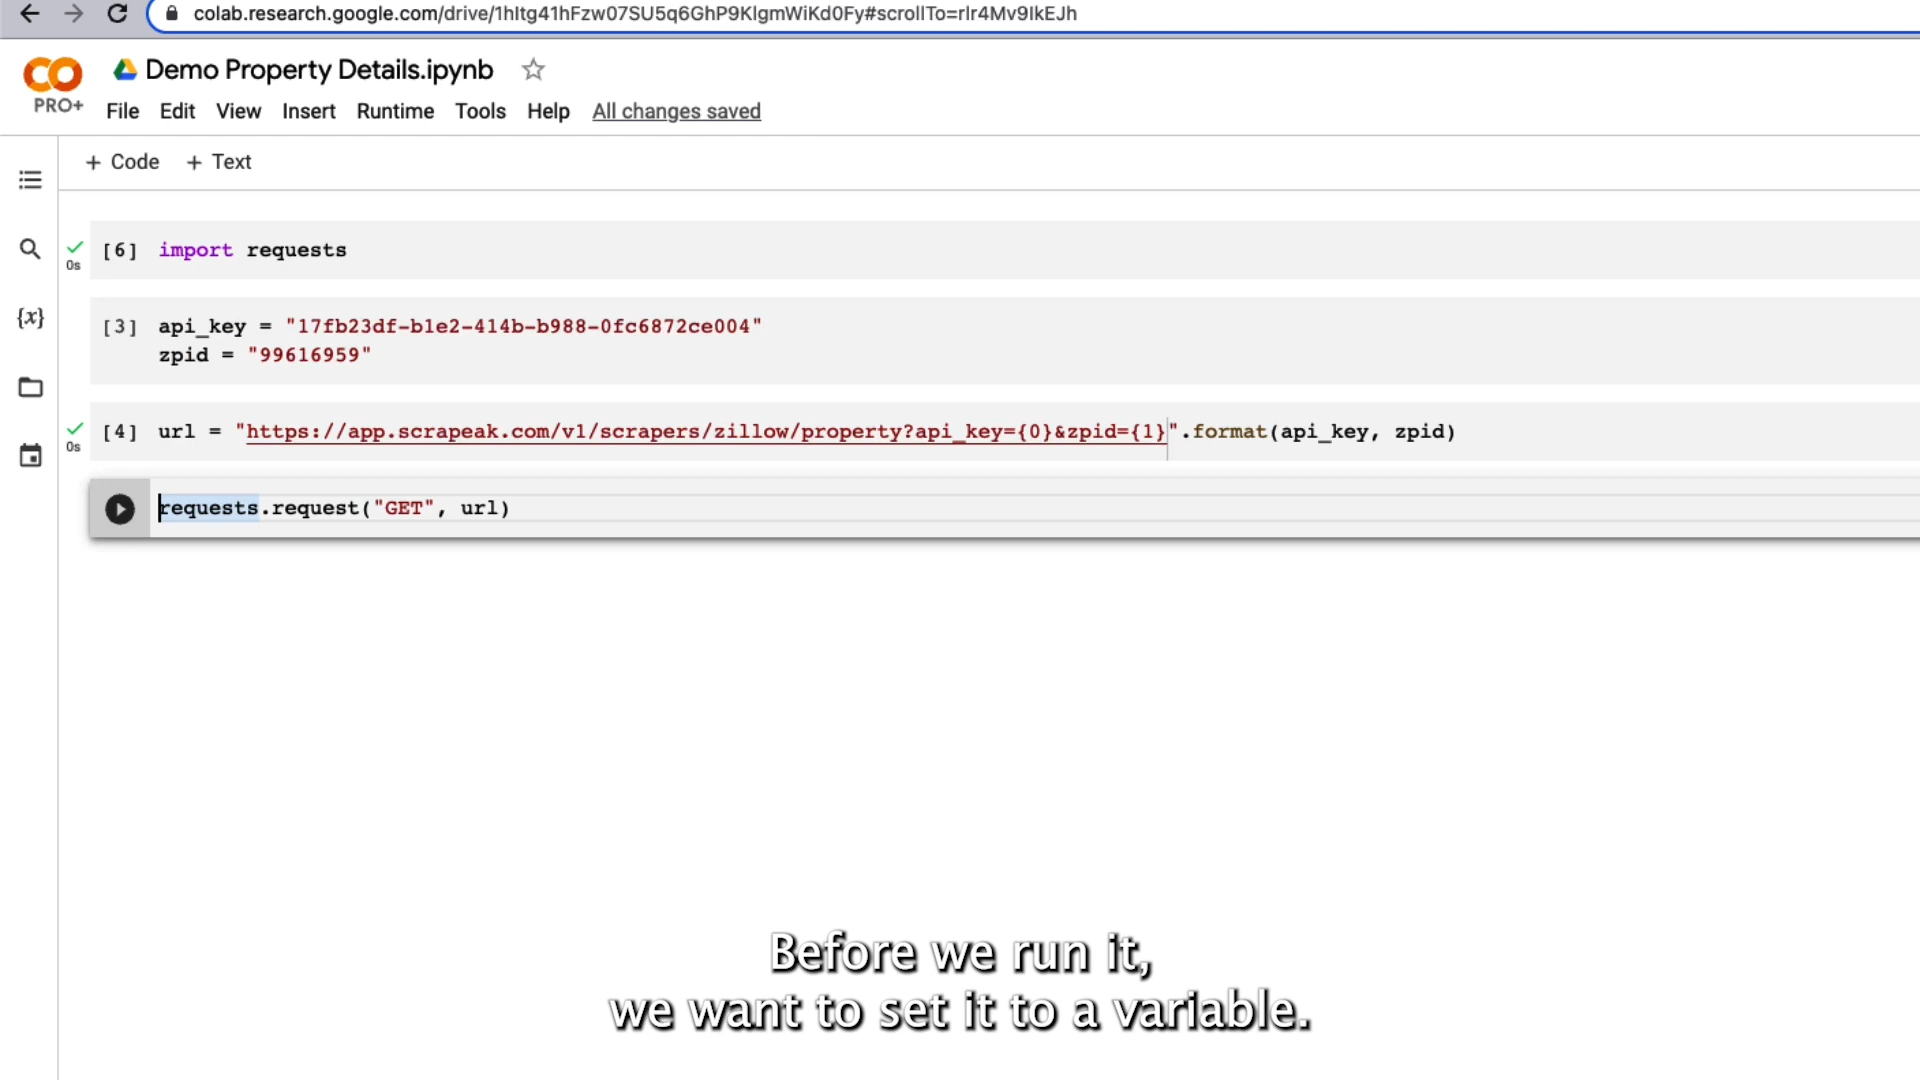 colab.research.google.com/drive/1hItg41hFzw07SU5q6GhP9KIgmWiKd0Fy#scrollTo=rIr4Mv9IkEJh
Demo Property Details.ipynb
PRO+
File Edit View Insert Runtime Tools Help All changes saved
+ Code + Text
[6] import requests
0s
[3] api_key = "17fb23df-b1e2-414b-b988-0fc6872ce004"
zpid = "99616959"
[4] url = "https://app.scrapeak.com/v1/scrapers/zillow/property?api_key={0}&zpid={1}".format(api_key, zpid)
0s
requests.request("GET", url)
{x}
Before we run it,
we want to set it to a variable.